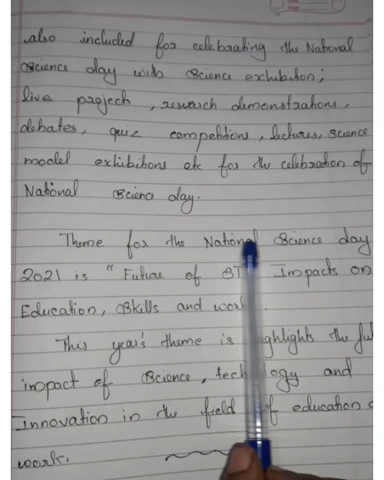 also included for celebrating the National
Science day with Science exhibition;
live projects, research demonstrations,
debates, quiz competitions, lectures, science
model exhibitions etc for the celebration of
National Science day.
Theme for the National Science day
2021 is " Future of ST Impacts on
Education, Skills and work.
This year's theme is highlights the
impact of Science, technology and
Innovation in the field of education
work.